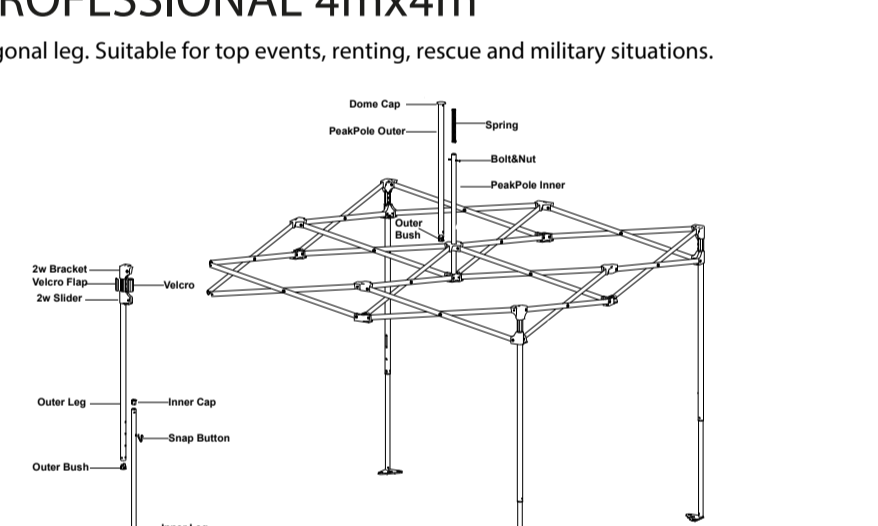 ROFESSIONAL 4mx4m
gonal leg. Suitable for top events, renting, rescue and military situations.
Dome Cap
PeakPole Outer
Spring
Bolt&Nut
PeakPole Inner
Outer
Bush
2w Bracket
Velcro Flap
Velcro
2w Slider
Outer Leg
Inner Cap
Snap Button
Outer Bush